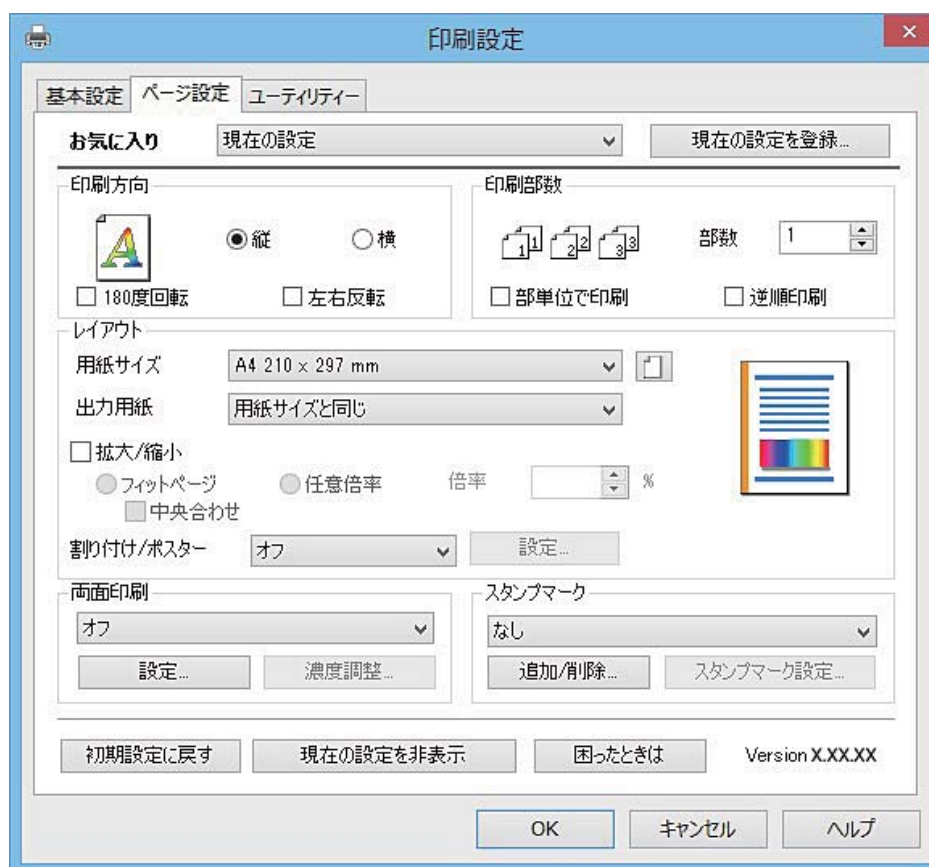 印刷設定
基本設定 ページ設定 ユーティリティー
お気に入り 現在の設定 現在の設定を登録...
印刷方向 印刷部数
縦 横 1 1 2 2 3 3 部数 1
180度回転 左右反転 部単位で印刷 逆順印刷
レイアウト
用紙サイズ A4 210 x 297 mm
出力用紙 用紙サイズと同じ
拡大/縮小
フィットページ 任意倍率 倍率 %
中央合わせ
割り付け/ポスター オフ 設定...
両面印刷 スタンプマーク
オフ なし
設定... 濃度調整... 追加/削除... スタンプマーク設定...
初期設定に戻す 現在の設定を非表示 困ったときは Version X.XX.XX
OK キャンセル ヘルプ